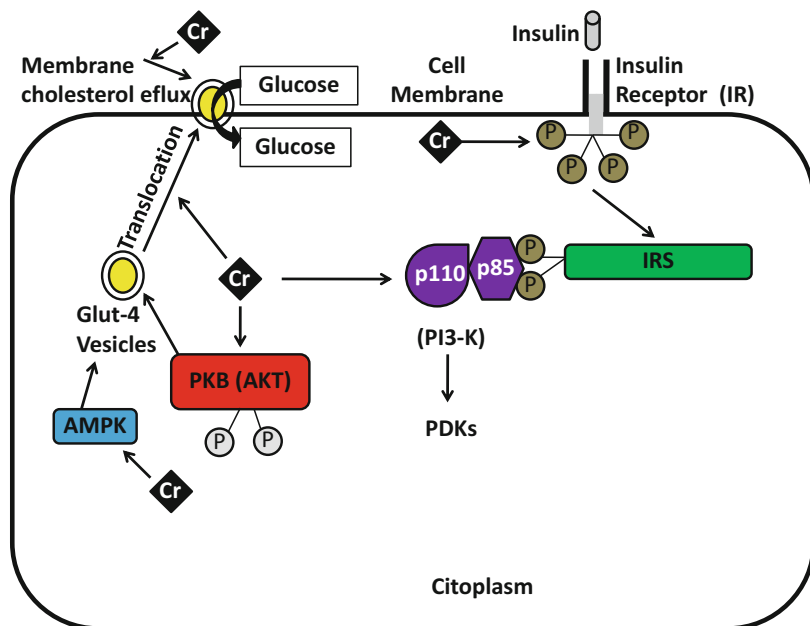 Cr
Membrane
cholesterol eflux
Glucose
Glucose
Cell
Membrane
Insulin
Insulin
Receptor (IR)
Cr
P
P
P
P
Translocation
Cr
p110
p85
P
P
IRS
(PI3-K)
PDKs
Glut-4
Vesicles
PKB (AKT)
P
P
AMPK
Cr
Citoplasm